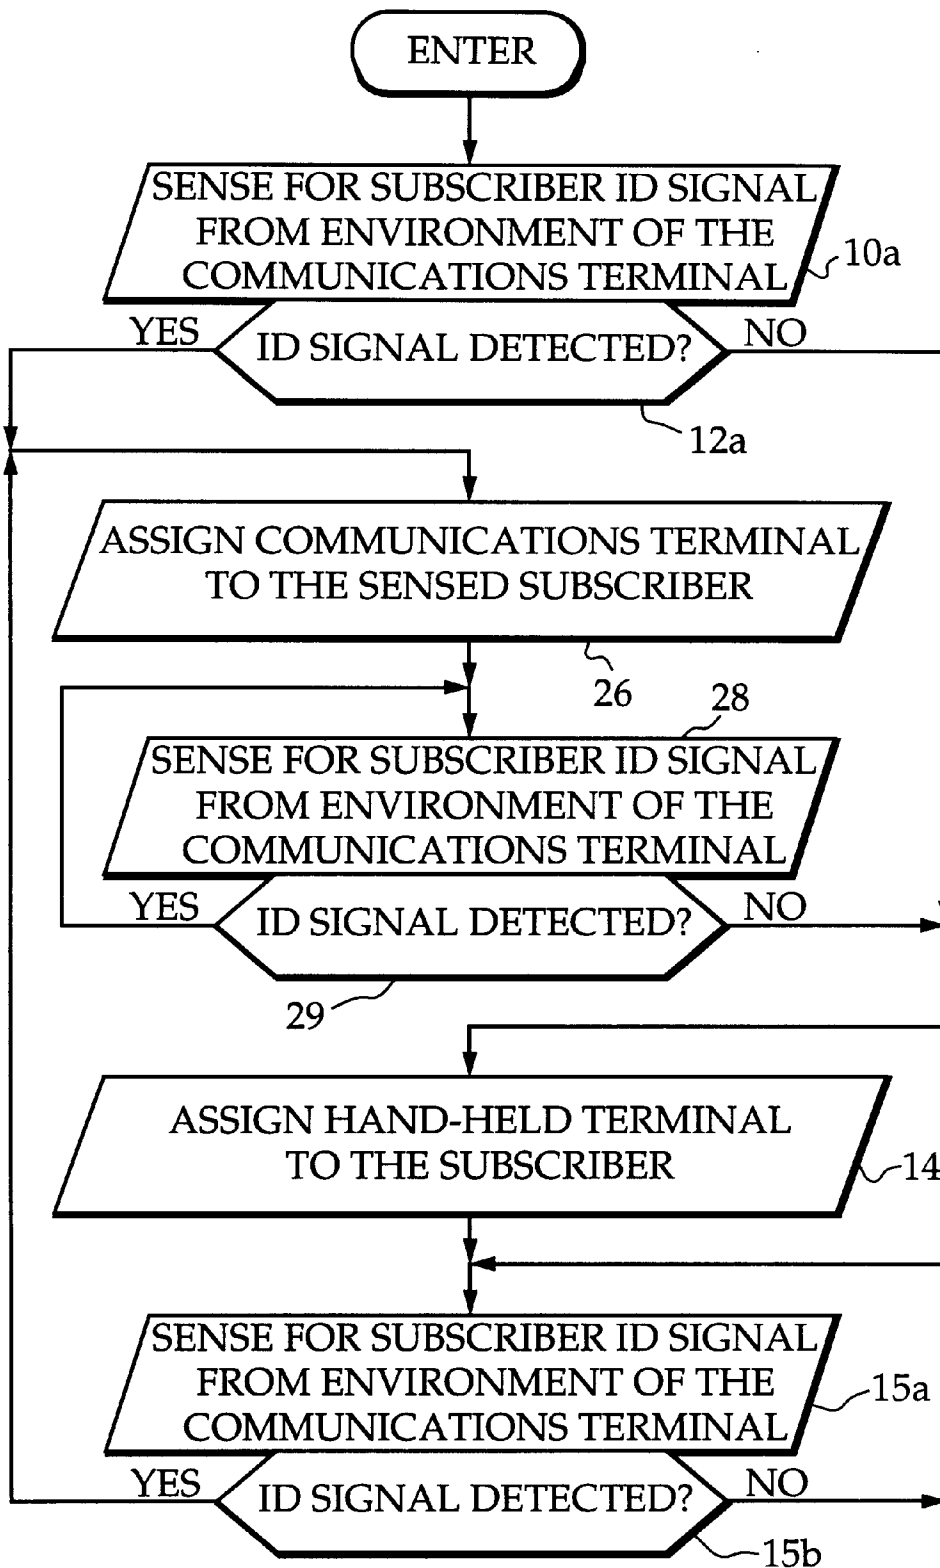 ENTER
SENSE FOR SUBSCRIBER ID SIGNAL
FROM ENVIRONMENT OF THE
COMMUNICATIONS TERMINAL
10a
YES
ID SIGNAL DETECTED?
NO
12a
ASSIGN COMMUNICATIONS TERMINAL
TO THE SENSED SUBSCRIBER
26
28
SENSE FOR SUBSCRIBER ID SIGNAL
FROM ENVIRONMENT OF THE
COMMUNICATIONS TERMINAL
YES
ID SIGNAL DETECTED?
NO
29
ASSIGN HAND-HELD TERMINAL
TO THE SUBSCRIBER
14
SENSE FOR SUBSCRIBER ID SIGNAL
FROM ENVIRONMENT OF THE
COMMUNICATIONS TERMINAL
15a
YES
ID SIGNAL DETECTED?
NO
15b